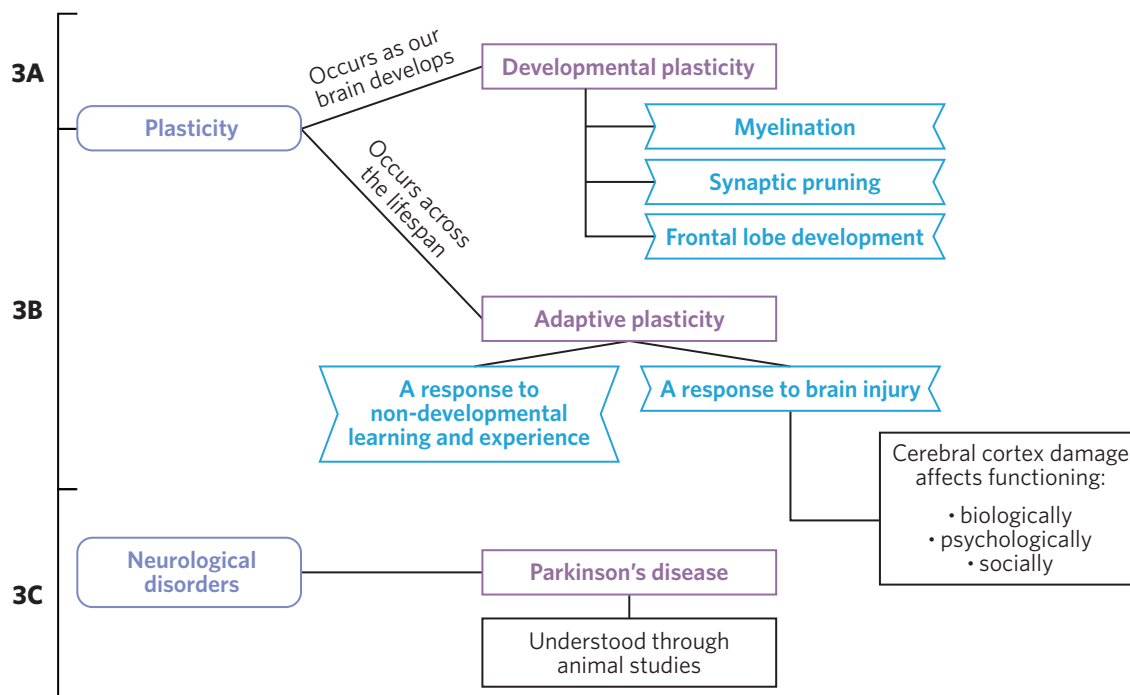 3A
Occurs as our
brain develops
Developmental plasticity
Plasticity
Myelination
Synaptic pruning
Frontal lobe development
Occurs across
the lifespan
3B
Adaptive plasticity
A response to
non-developmental
learning and experience
A response to brain injury
Cerebral cortex damage
affects functioning:
• biologically
• psychologically
• socially
3C
Neurological
disorders
Parkinson’s disease
Understood through
animal studies